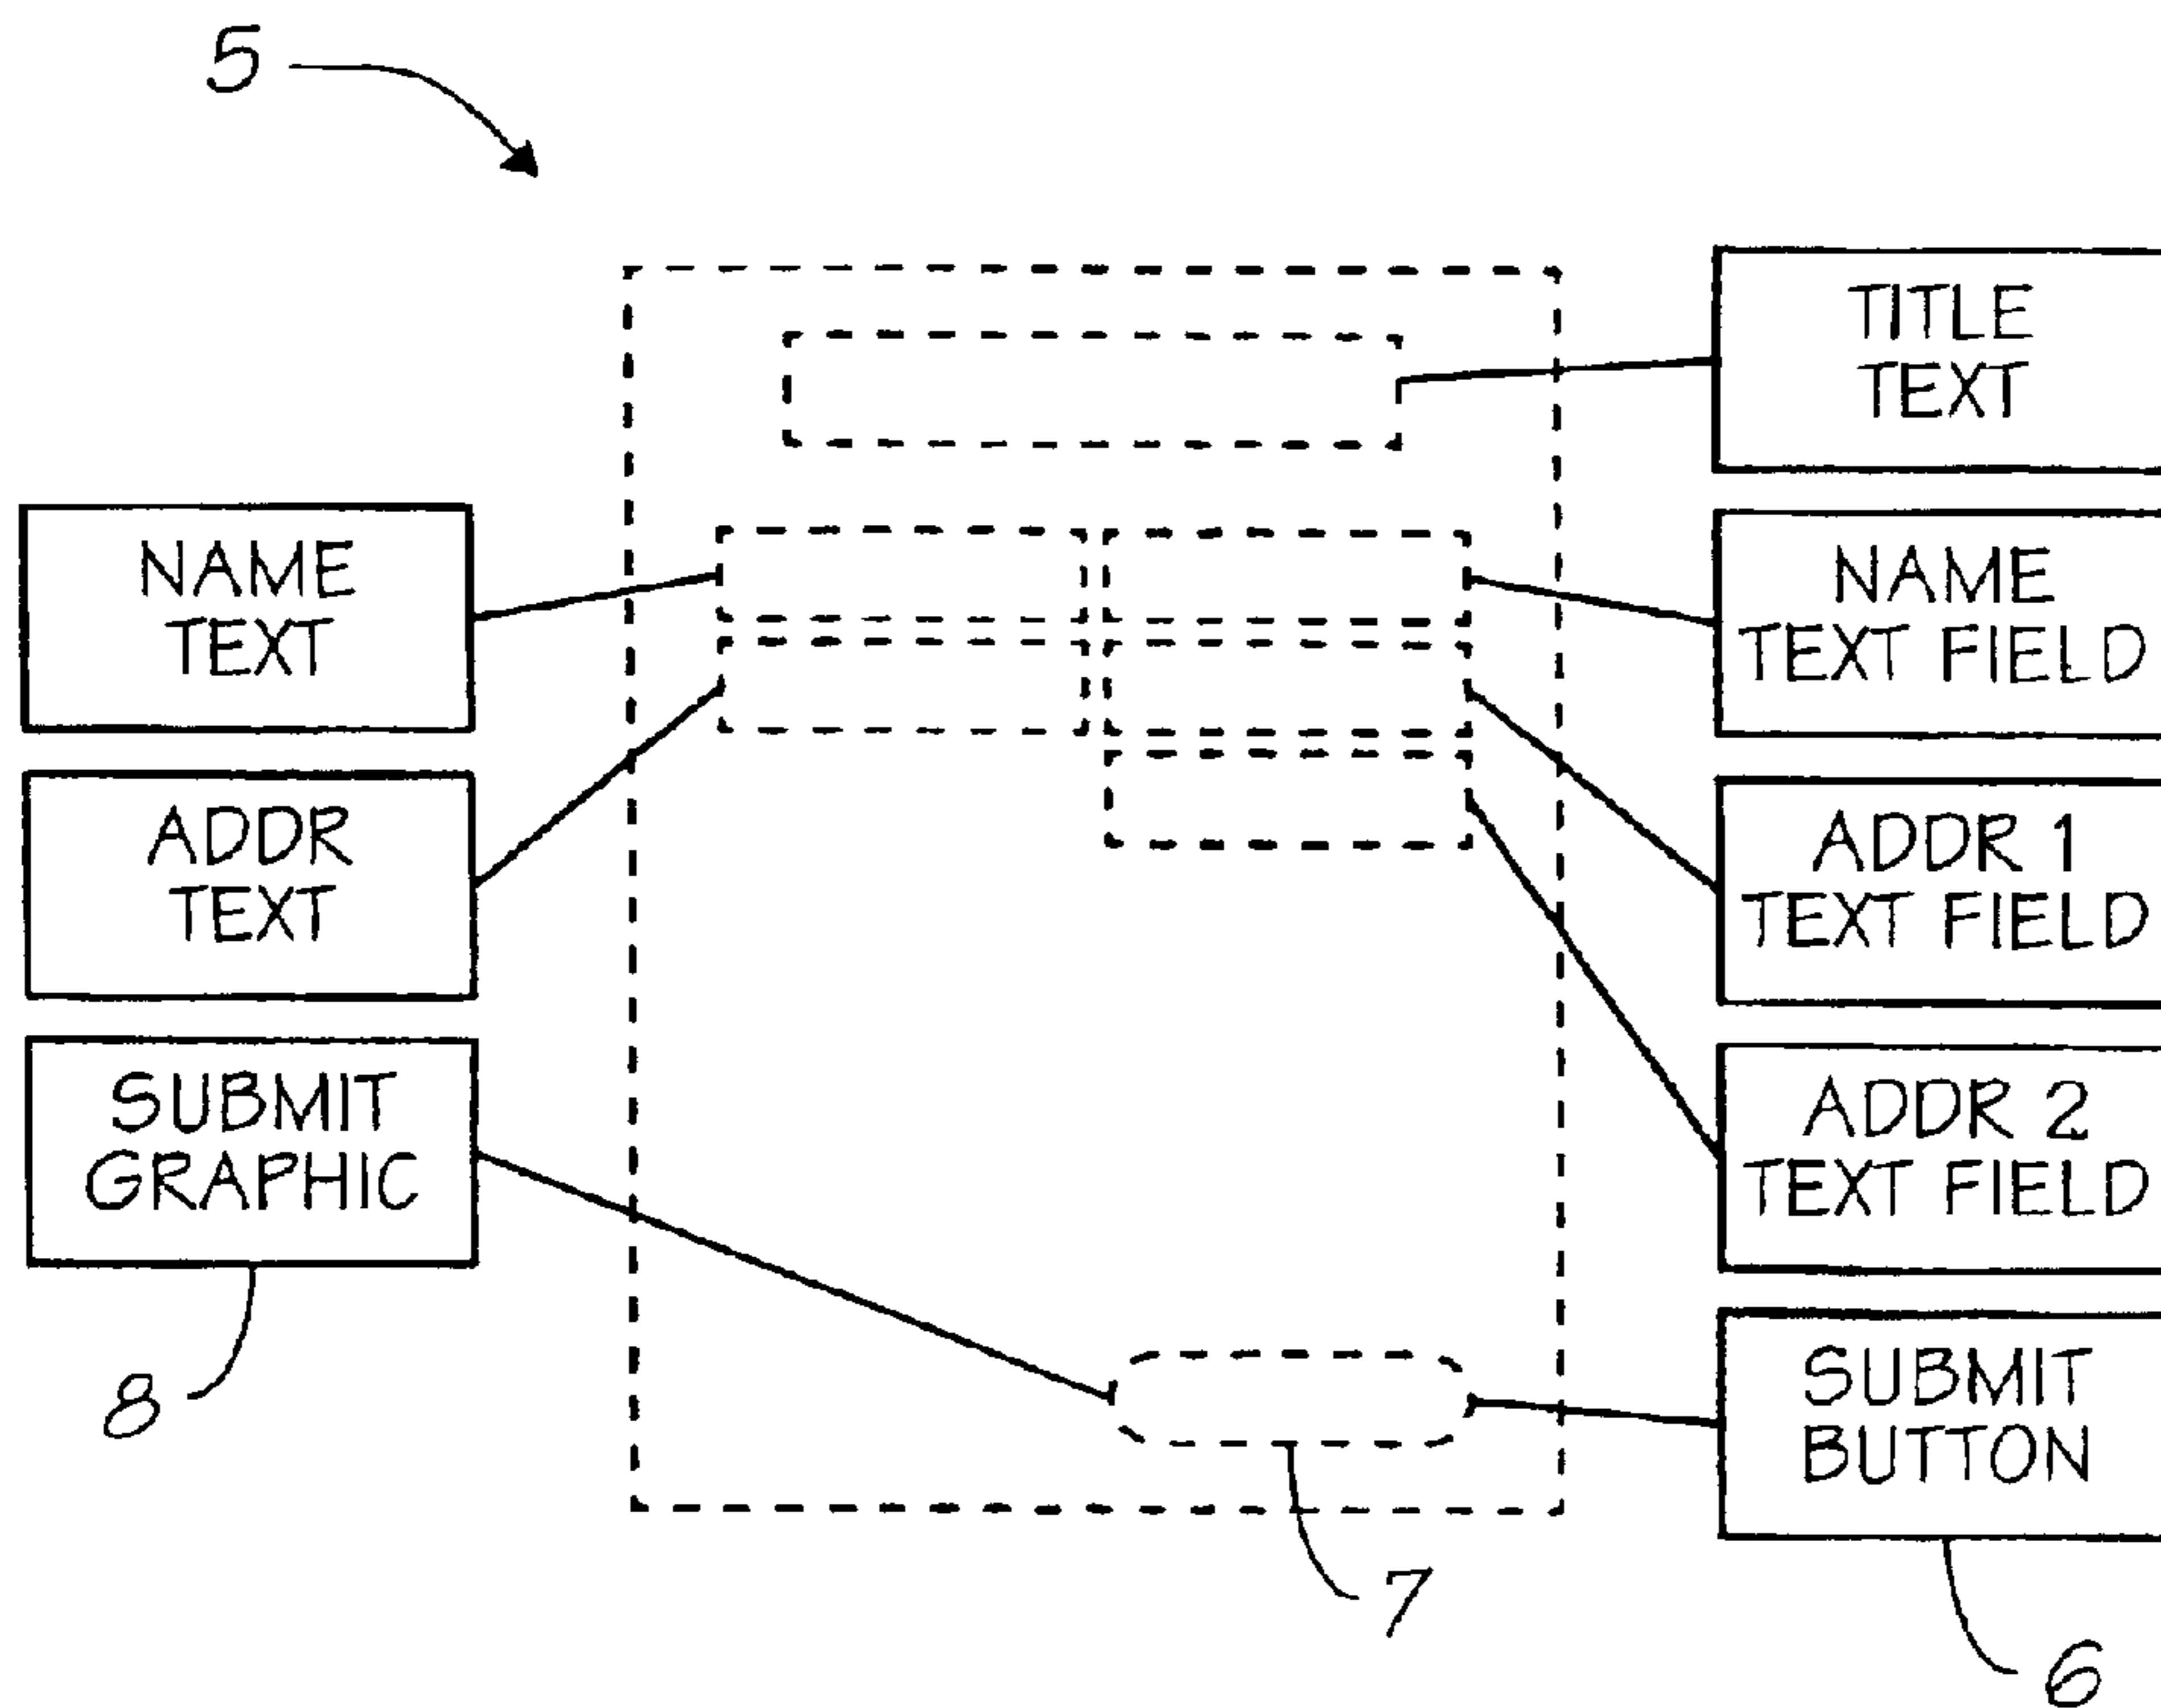 5
TITLE
TEXT
NAME
TEXT
NAME
TEXT FIELD
ADDR
TEXT
ADDR 1
TEXT FIELD
SUBMIT
GRAPHIC
ADDR 2
TEXT FIELD
8
SUBMIT
BUTTON
7
6